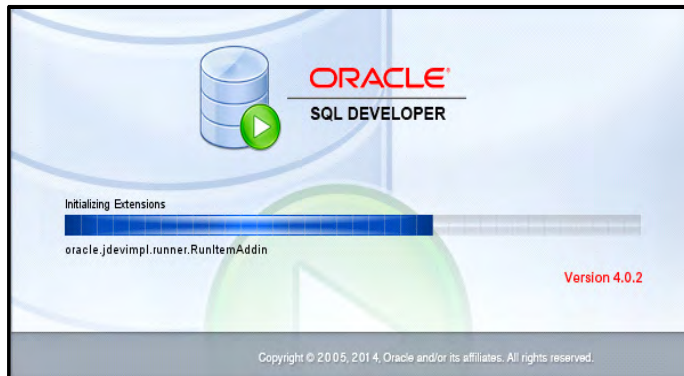 ORACLE®
SQL DEVELOPER
Initializing Extensions
oracle.jdevimpl.runner.RunItemAddin
Version 4.0.2
Copyright © 2005, 2014, Oracle and/or its affiliates. All rights reserved.